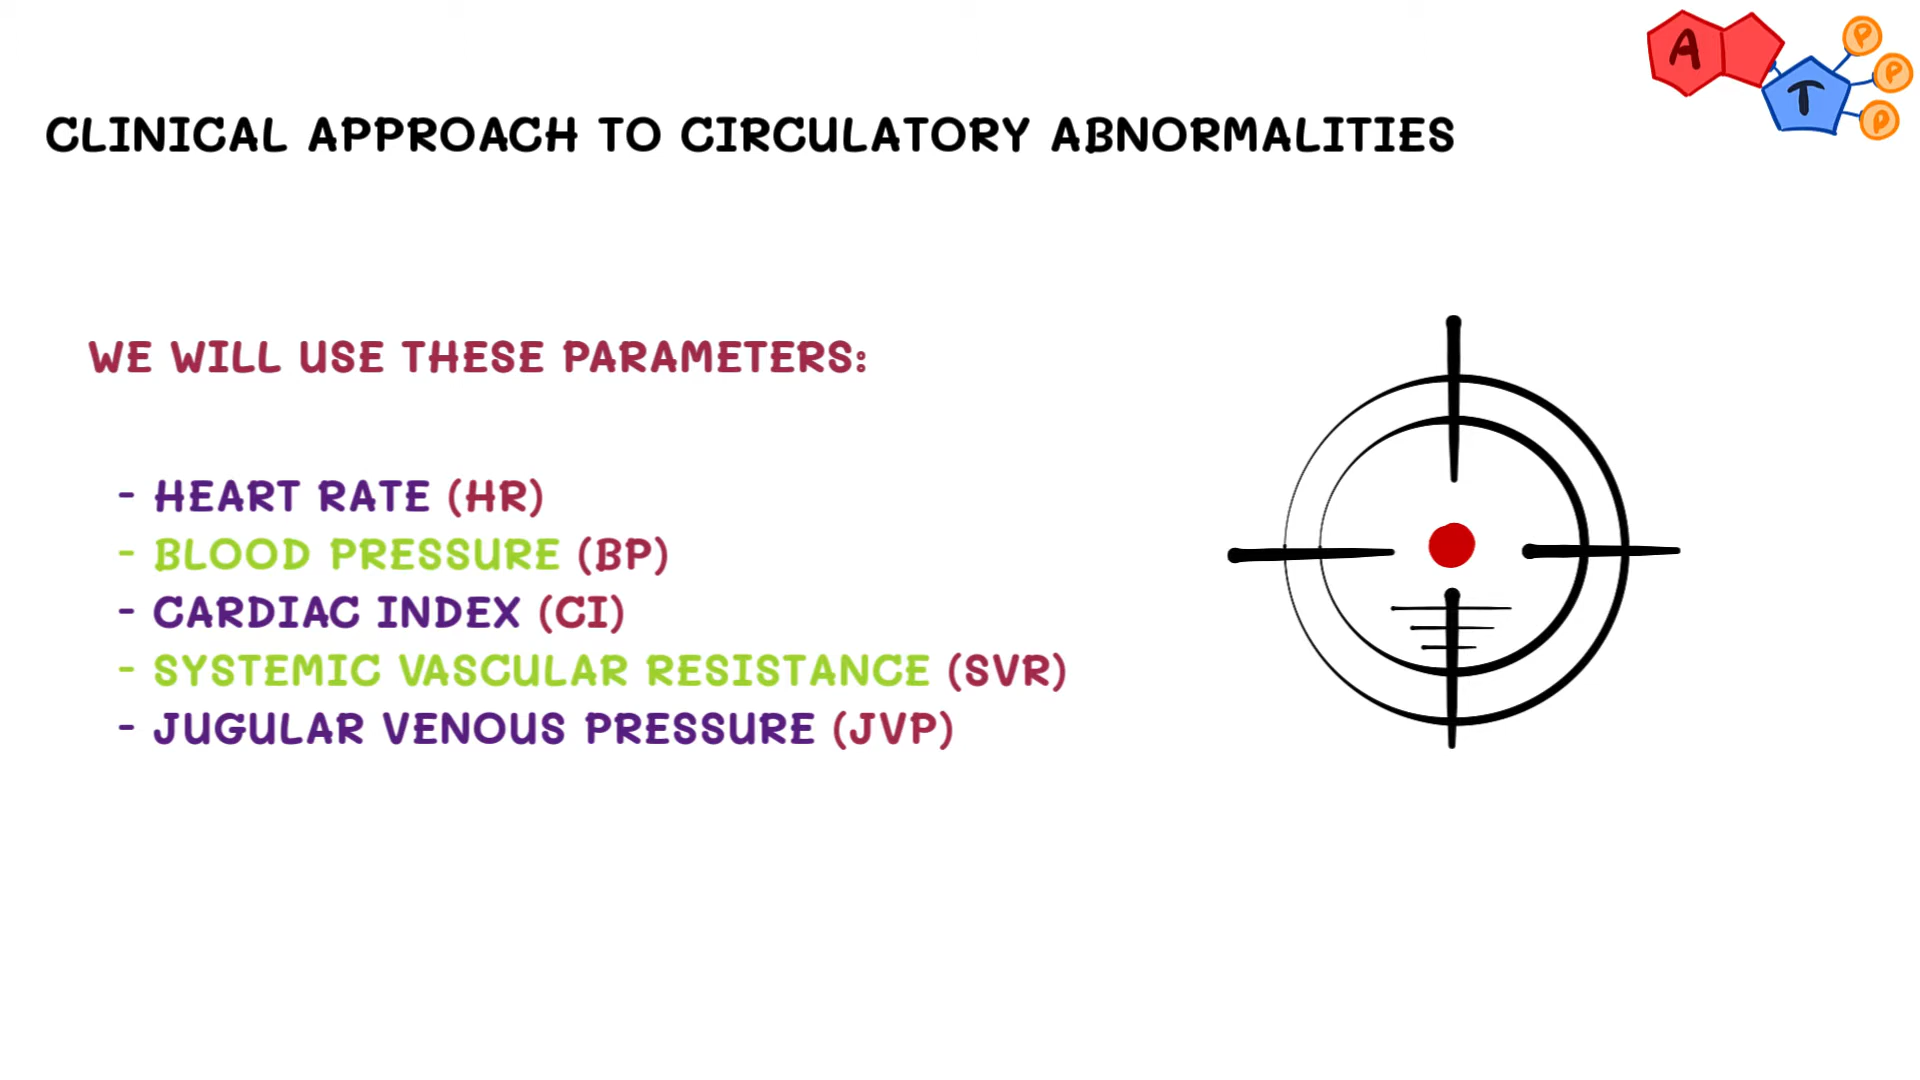 A
T
P
P
P
CLINICAL APPROACH TO CIRCULATORY ABNORMALITIES
WE WILL USE THESE PARAMETERS:
- HEART RATE (HR)
- BLOOD PRESSURE (BP)
- CARDIAC INDEX (CI)
- SYSTEMIC VASCULAR RESISTANCE (SVR)
- JUGULAR VENOUS PRESSURE (JVP)